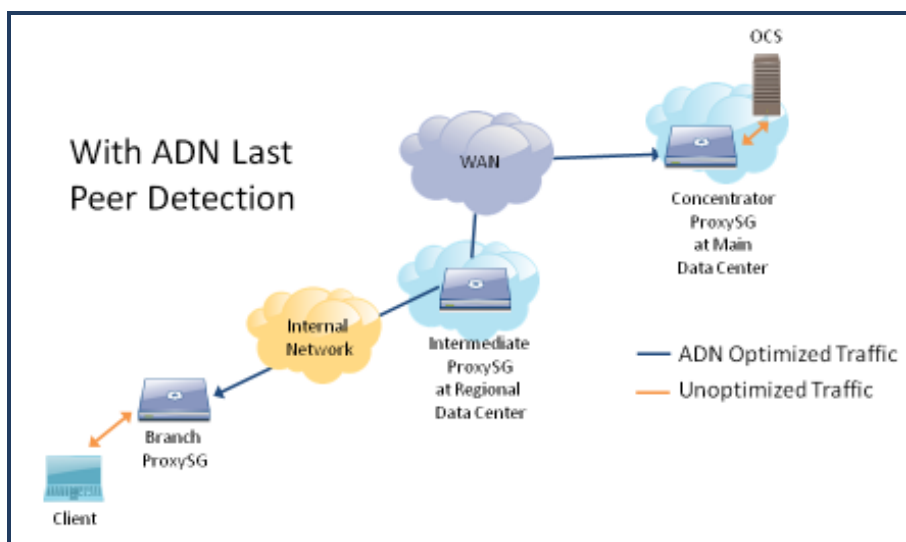 With ADN Last
Peer Detection
OCS
WAN
Concentrator
ProxySG
at Main
Data Center
Internal
Network
Intermediate
ProxySG
at Regional
Data Center
ADN Optimized Traffic
Unoptimized Traffic
Branch
ProxySG
Client